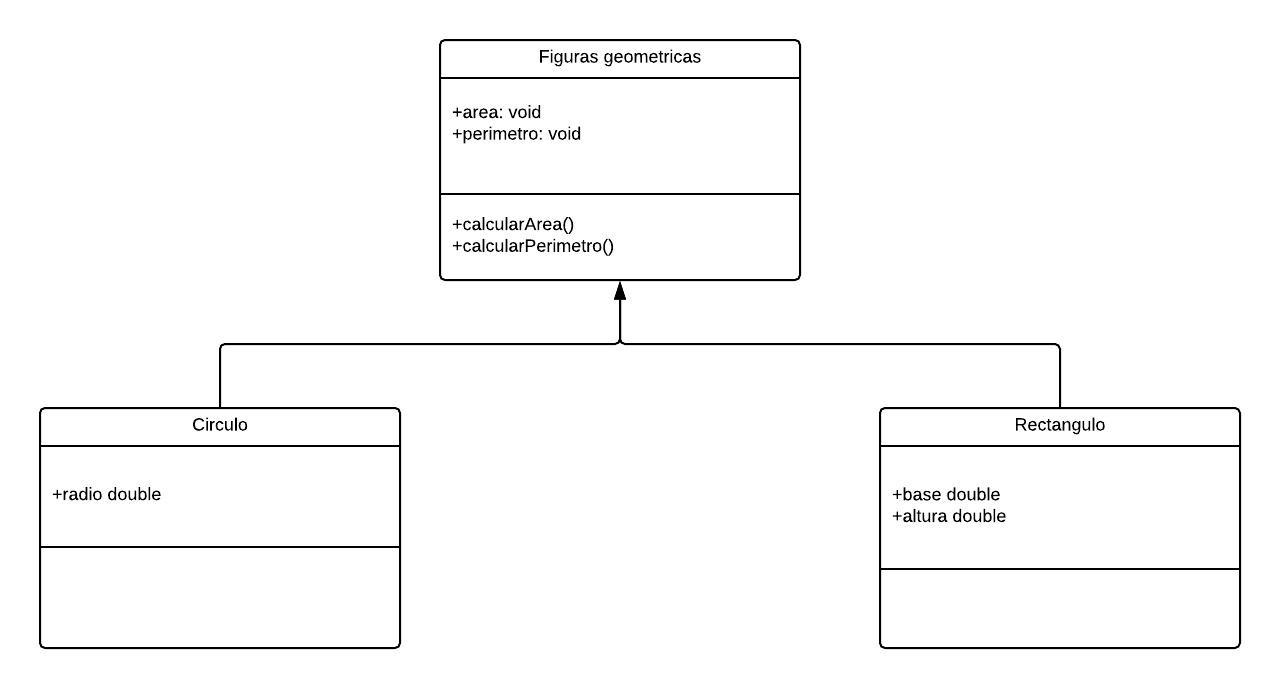 Figuras geometricas
+area: void
+perimetro: void
+calcularArea()
+calcularPerimetro()
Circulo
+radio double
Rectangulo
+base double
+altura double